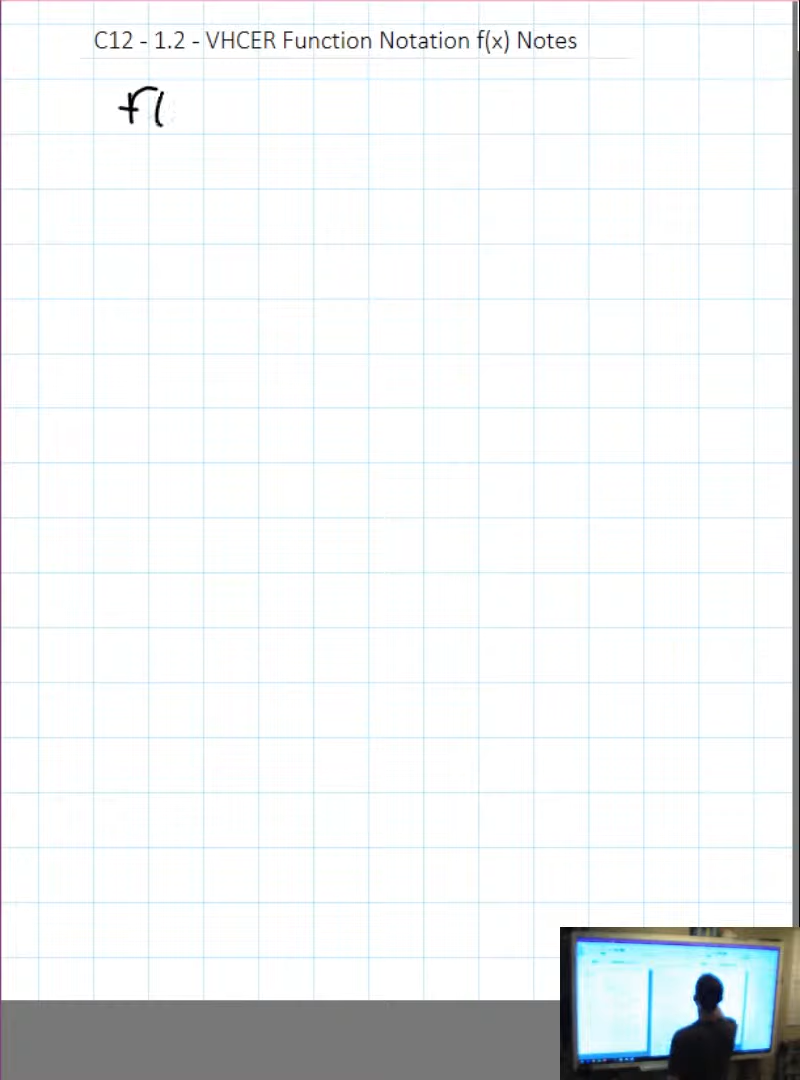 C12 - 1.2 - VHCER Function Notation f(x) Notes
f(